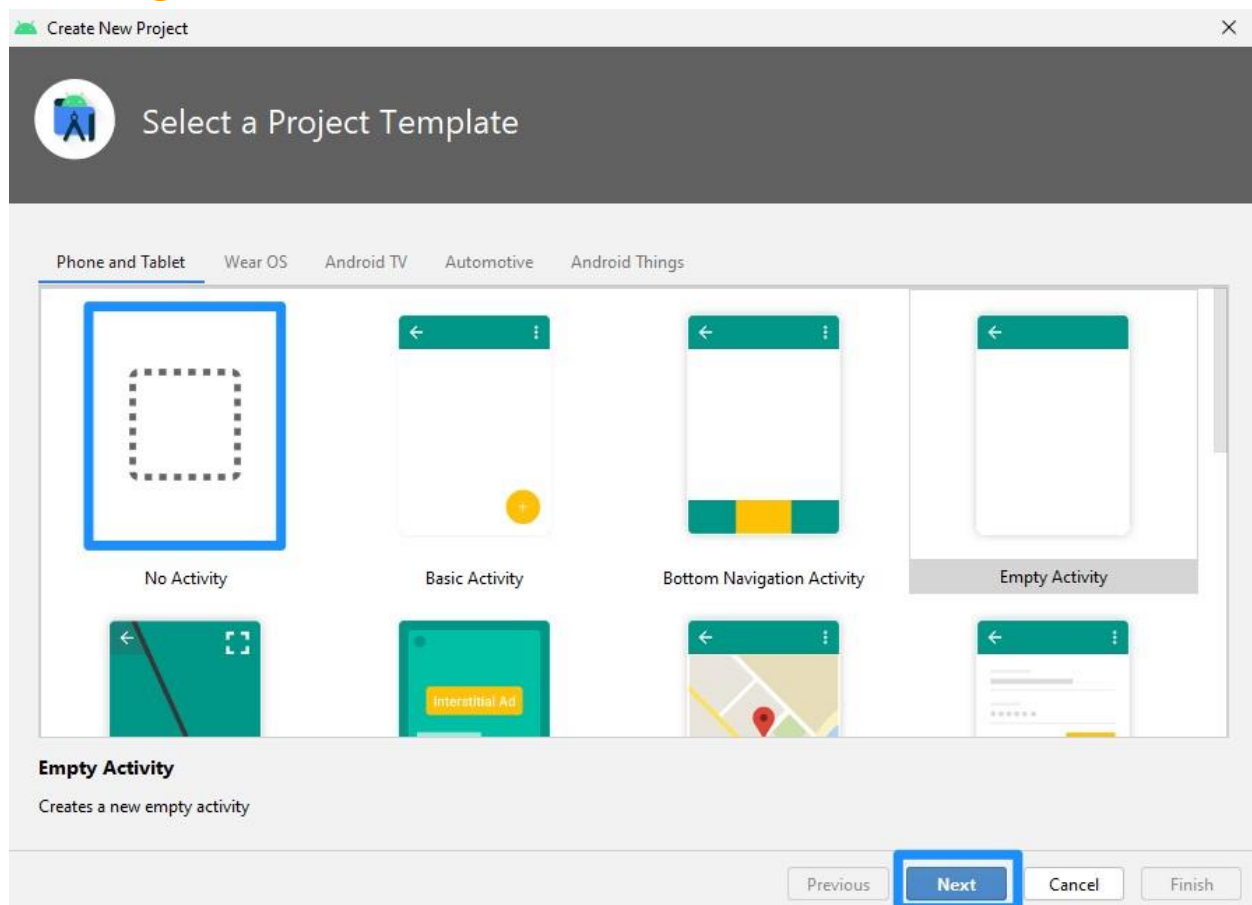 Create New Project
Select a Project Template
Phone and Tablet Wear OS Android TV Automotive Android Things
No Activity Basic Activity Bottom Navigation Activity Empty Activity
Interstitial Ad
Empty Activity
Creates a new empty activity
Previous Next Cancel Finish